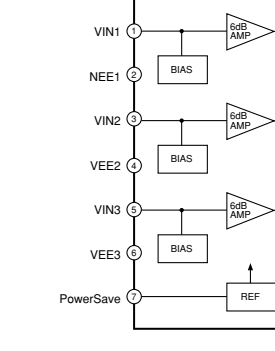 VIN1 1 6dB
AMP
BIAS
NEE1 2
VIN2 3 6dB
AMP
BIAS
VEE2 4
VIN3 5 6dB
AMP
BIAS
VEE3 6
PowerSave 7 REF